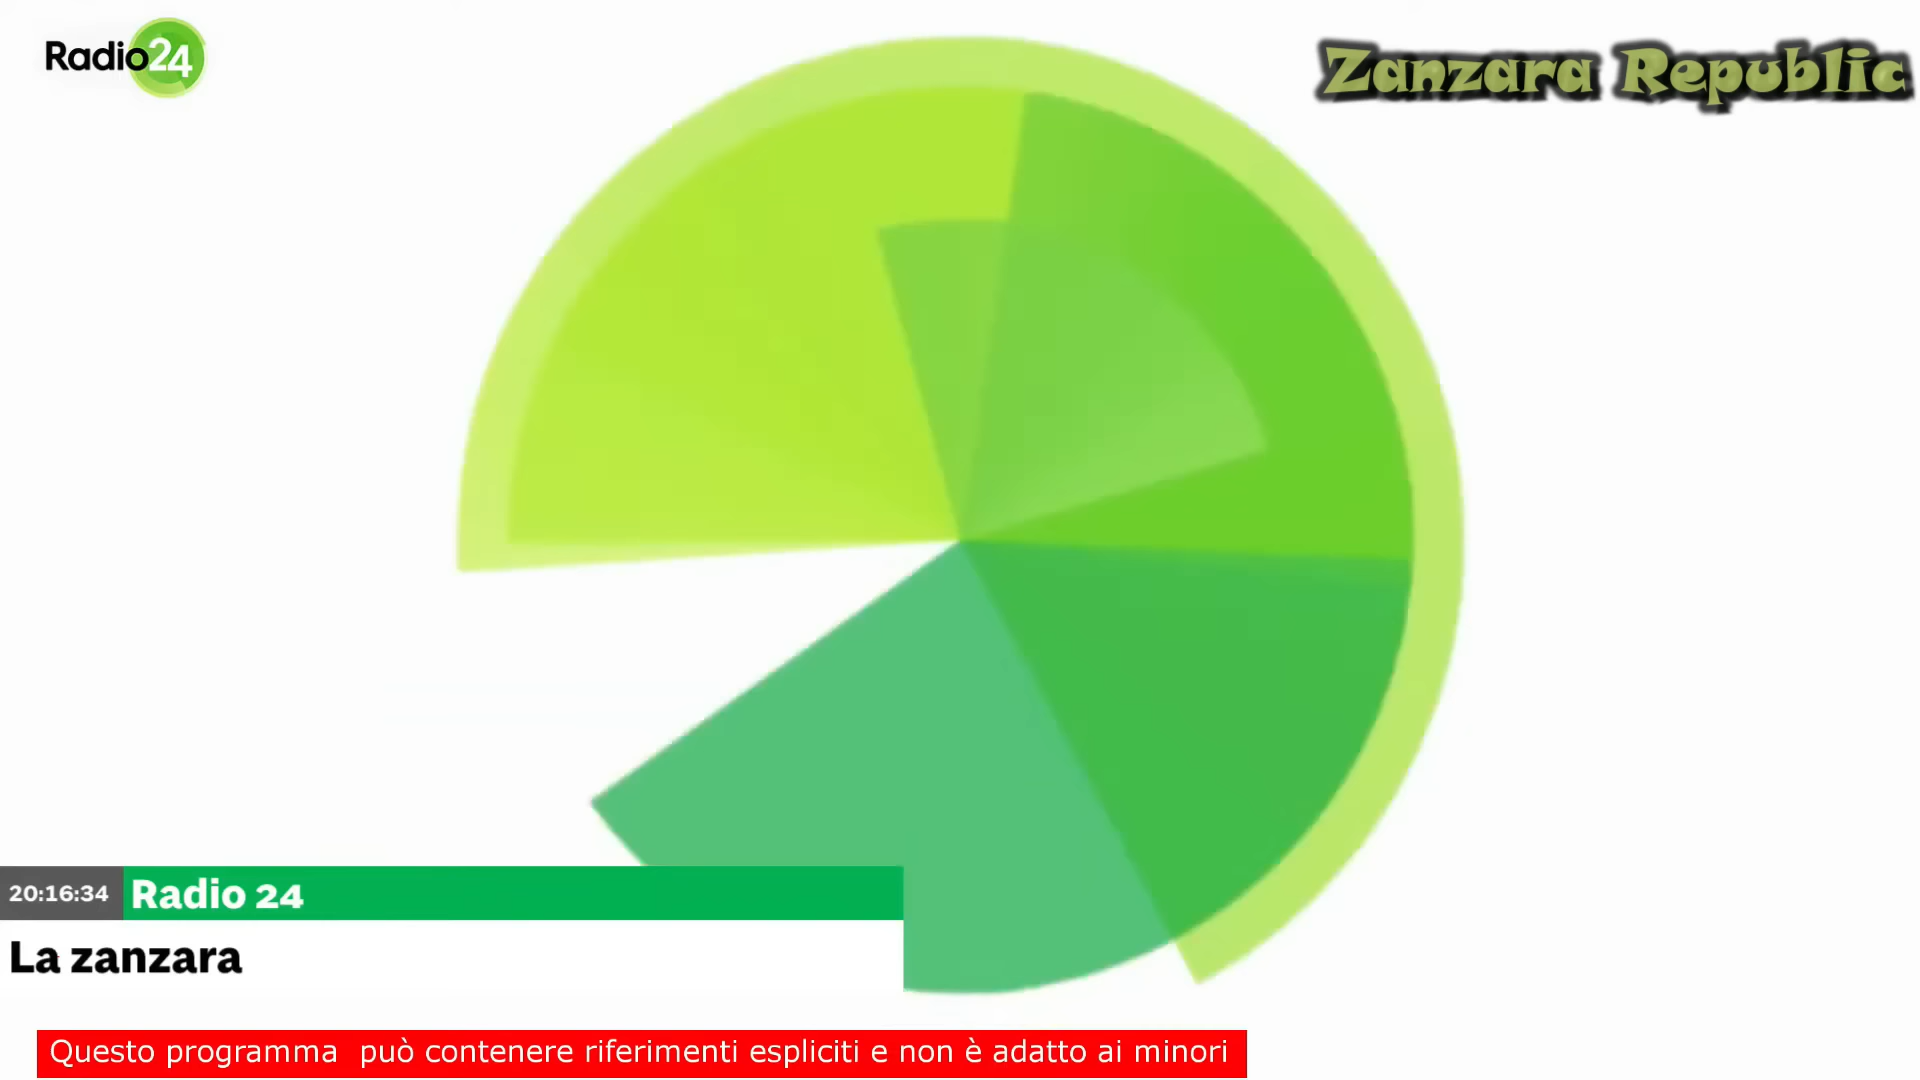 Radio24
Zanzara Republic
20:16:34 Radio 24
La zanzara
Questo programma  può contenere riferimenti espliciti e non è adatto ai minori